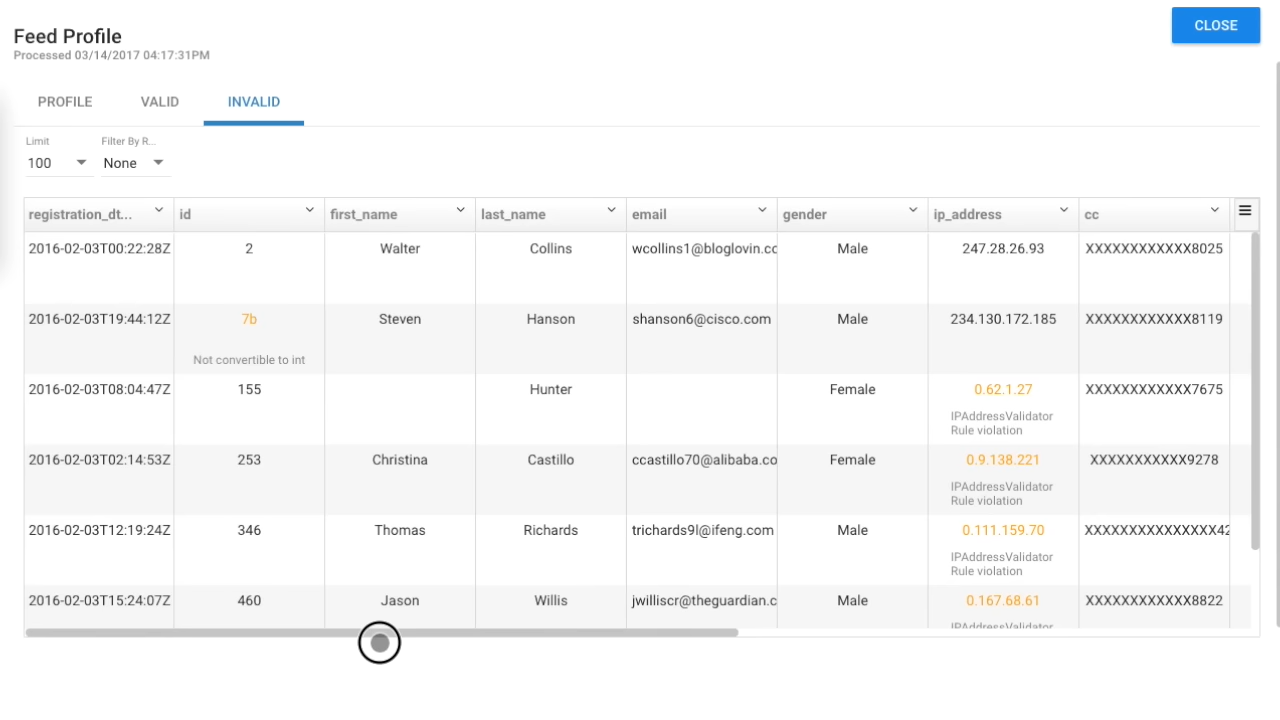 CLOSE
Feed Profile
Processed 03/14/2017 04:17:31PM
PROFILE VALID INVALID
Limit Filter By R...
100 None
registration_dt... id first_name last_name email gender ip_address cc
2016-02-03T00:22:28Z 2 Walter Collins wcollins1@bloglovin.cc Male 247.28.26.93 XXXXXXXXXXXX8025
2016-02-03T19:44:12Z 7b Steven Hanson shanson6@cisco.com Male 234.130.172.185 XXXXXXXXXXXX8119
Not convertible to int
2016-02-03T08:04:47Z 155 Hunter Female 0.62.1.27 XXXXXXXXXXXX7675
IPAddressValidator
Rule violation
2016-02-03T02:14:53Z 253 Christina Castillo ccastillo70@alibaba.co Female 0.9.138.221 XXXXXXXXXXX9278
IPAddressValidator
Rule violation
2016-02-03T12:19:24Z 346 Thomas Richards trichards9l@ifeng.com Male 0.111.159.70 XXXXXXXXXXXXXXX42
IPAddressValidator
Rule violation
2016-02-03T15:24:07Z 460 Jason Willis jwilliscr@theguardian.c Male 0.167.68.61 XXXXXXXXXXXX8822
IPAddressValidator